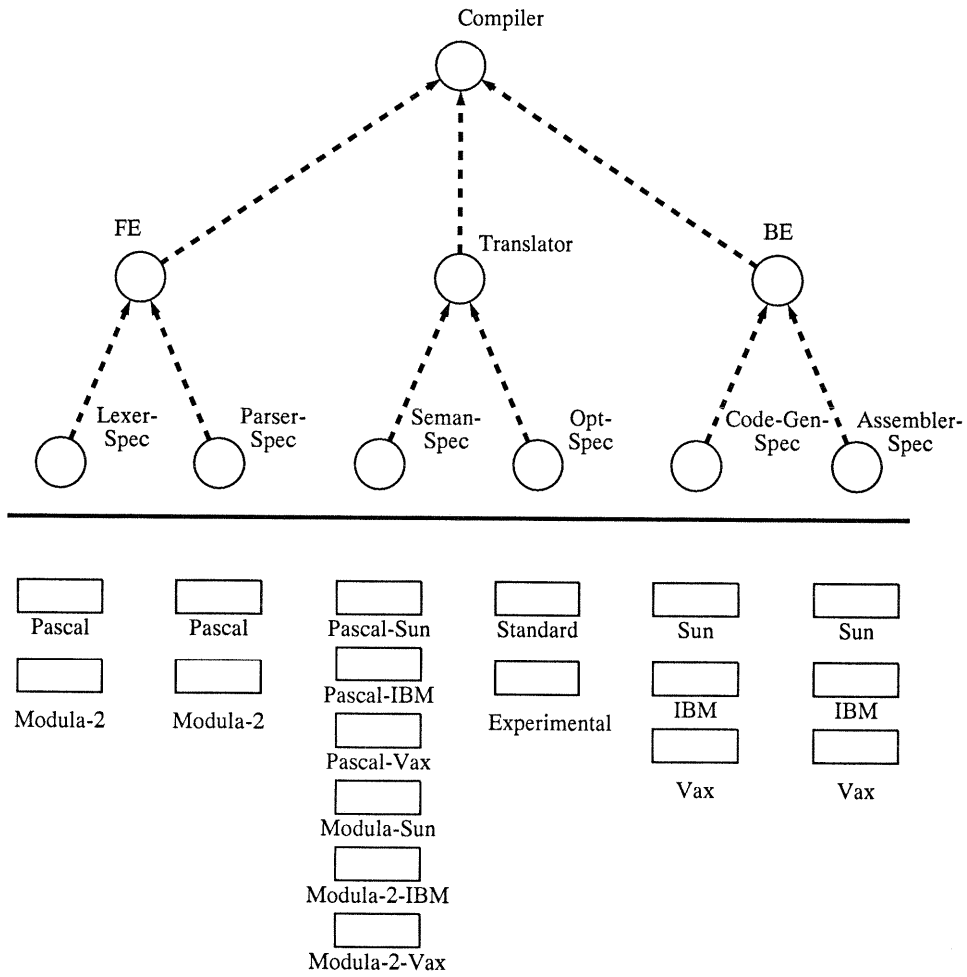 Compiler
FE
Translator
BE
Lexer-
Spec
Parser-
Spec
Seman-
Spec
Opt-
Spec
Code-Gen-
Spec
Assembler-
Spec
Pascal
Pascal
Pascal-Sun
Standard
Sun
Sun
Modula-2
Modula-2
Pascal-IBM
Experimental
IBM
IBM
Pascal-Vax
Vax
Vax
Modula-Sun
Modula-2-IBM
Modula-2-Vax